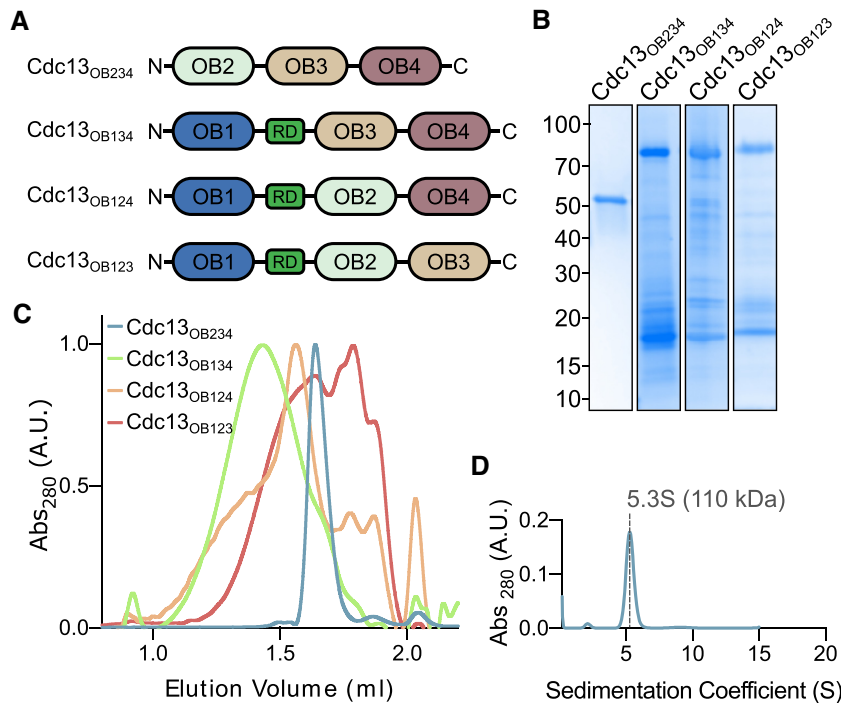 A
Cdc13OB234 N OB2 OB3 OB4 C
Cdc13OB134 N OB1 RD OB3 OB4 C
Cdc13OB124 N OB1 RD OB2 OB4 C
Cdc13OB123 N OB1 RD OB2 OB3 C
B
Cdc13OB234
Cdc13OB134
Cdc13OB124
Cdc13OB123
100
70
50
40
30
20
15
10
C
Cdc13OB234
Cdc13OB134
Cdc13OB124
Cdc13OB123
1.0
0.5
0.0
Abs280 (A.U.)
1.0 1.5 2.0
Elution Volume (ml)
D
5.3S (110 kDa)
0.2
0.1
0.0
Abs 280 (A.U.)
5 10 15 20
Sedimentation Coefficient (S)